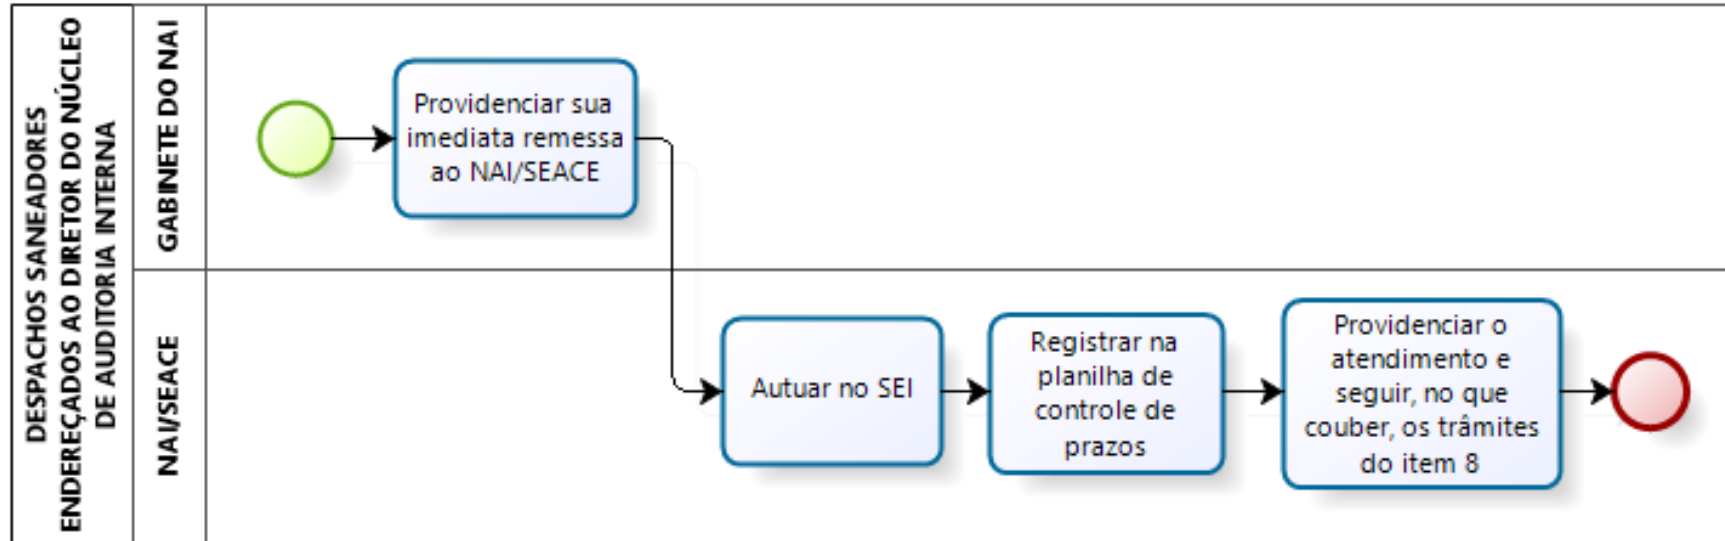 DESPACHOS SANEADORES
ENDEREÇADOS AO DIRETOR DO NÚCLEO
DE AUDITORIA INTERNA
GABINETE DO NAI
Providenciar sua
imediata remessa
ao NAI/SEACE
NAI/SEACE
Autuar no SEI
Registrar na
planilha de
controle de
prazos
Providenciar o
atendimento e
seguir, no que
couber, os trâmites
do item 8